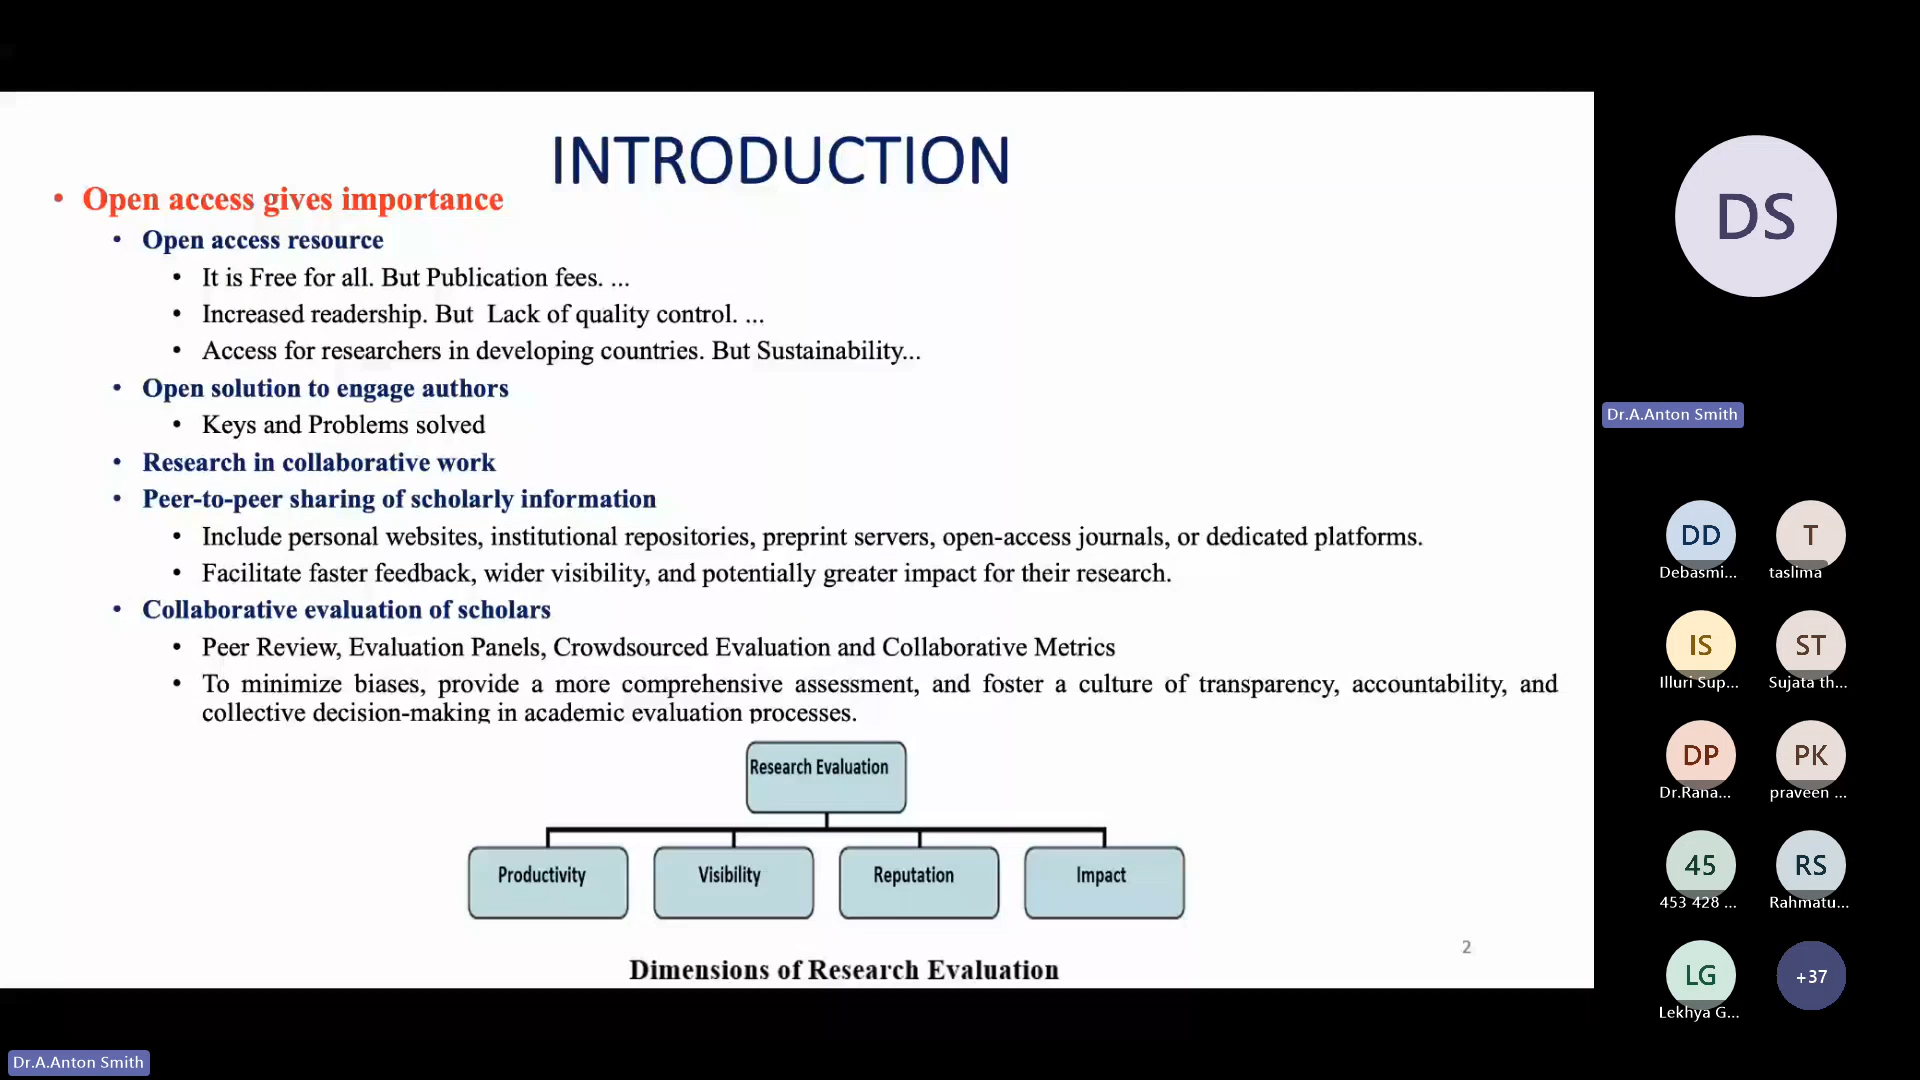 INTRODUCTION
• Open access gives importance
• Open access resource
• It is Free for all. But Publication fees. ...
• Increased readership. But Lack of quality control. ...
• Access for researchers in developing countries. But Sustainability...
• Open solution to engage authors
• Keys and Problems solved
• Research in collaborative work
• Peer-to-peer sharing of scholarly information
• Include personal websites, institutional repositories, preprint servers, open-access journals, or dedicated platforms.
• Facilitate faster feedback, wider visibility, and potentially greater impact for their research.
• Collaborative evaluation of scholars
• Peer Review, Evaluation Panels, Crowdsourced Evaluation and Collaborative Metrics
• To minimize biases, provide a more comprehensive assessment, and foster a culture of transparency, accountability, and
collective decision-making in academic evaluation processes.
Research Evaluation
Productivity
Visibility
Reputation
Impact
2
Dimensions of Research Evaluation
DS
Dr.A.Anton Smith
DD
T
Debasmi...
taslima
IS
ST
Illuri Sup...
Sujata th...
DP
PK
Dr.Rana...
praveen ...
45
RS
453 428 ...
Rahmatu...
LG
+37
Lekhya G...
Dr.A.Anton Smith